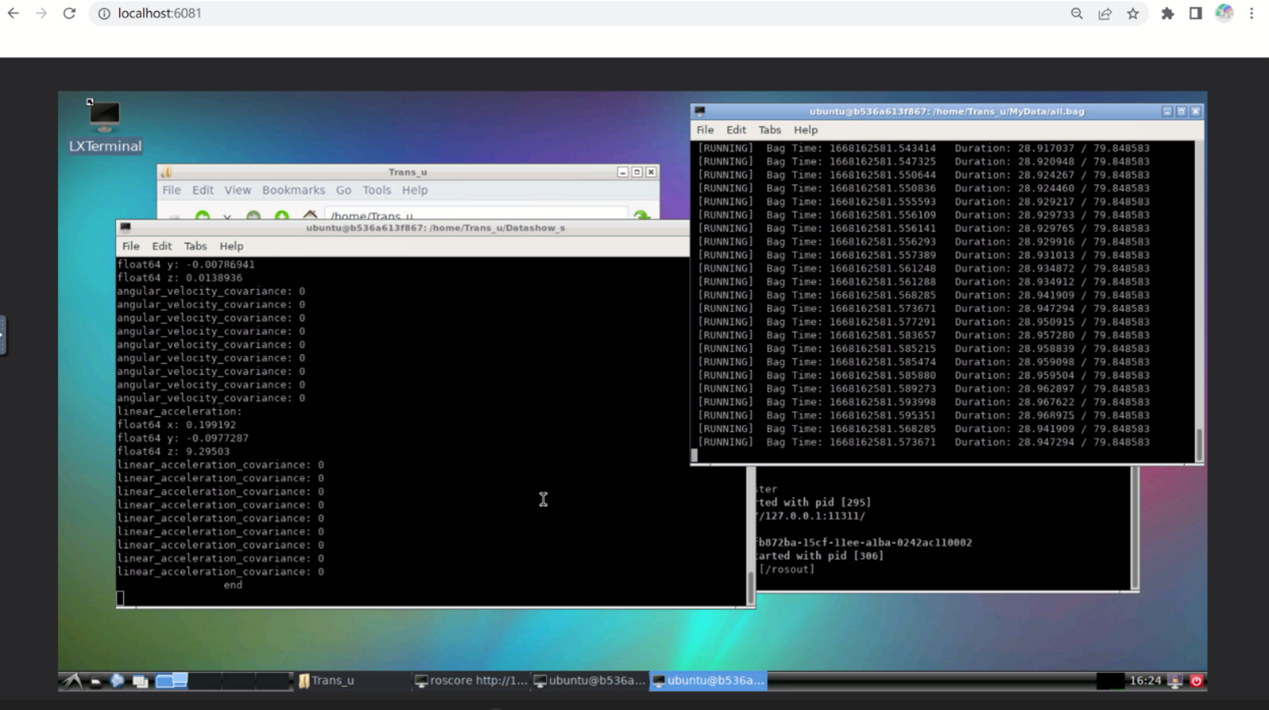 localhost:6081
LXTerminal
Trans_u
File Edit View Bookmarks Go Tools Help
/home/Trans_u
ubuntu@b536a613f867: /home/Trans_u/Datashow_s
File Edit Tabs Help
float64 y: -0.00786941
float64 z: 0.0138936
angular_velocity_covariance: 0
angular_velocity_covariance: 0
angular_velocity_covariance: 0
angular_velocity_covariance: 0
angular_velocity_covariance: 0
angular_velocity_covariance: 0
angular_velocity_covariance: 0
angular_velocity_covariance: 0
angular_velocity_covariance: 0
linear_acceleration:
float64 x: 0.199192
float64 y: -0.0977287
float64 z: 9.29503
linear_acceleration_covariance: 0
linear_acceleration_covariance: 0
linear_acceleration_covariance: 0
linear_acceleration_covariance: 0
linear_acceleration_covariance: 0
linear_acceleration_covariance: 0
linear_acceleration_covariance: 0
linear_acceleration_covariance: 0
linear_acceleration_covariance: 0
end
ubuntu@b536a613f867: /home/Trans_u/MyData/all.bag
File Edit Tabs Help
[RUNNING] Bag Time: 1668162581.543414 Duration: 28.917037 / 79.848583
[RUNNING] Bag Time: 1668162581.547325 Duration: 28.920948 / 79.848583
[RUNNING] Bag Time: 1668162581.550644 Duration: 28.924267 / 79.848583
[RUNNING] Bag Time: 1668162581.550836 Duration: 28.924460 / 79.848583
[RUNNING] Bag Time: 1668162581.555593 Duration: 28.929217 / 79.848583
[RUNNING] Bag Time: 1668162581.556109 Duration: 28.929733 / 79.848583
[RUNNING] Bag Time: 1668162581.556141 Duration: 28.929765 / 79.848583
[RUNNING] Bag Time: 1668162581.556293 Duration: 28.929916 / 79.848583
[RUNNING] Bag Time: 1668162581.557389 Duration: 28.931013 / 79.848583
[RUNNING] Bag Time: 1668162581.561248 Duration: 28.934872 / 79.848583
[RUNNING] Bag Time: 1668162581.561288 Duration: 28.934912 / 79.848583
[RUNNING] Bag Time: 1668162581.568285 Duration: 28.941909 / 79.848583
[RUNNING] Bag Time: 1668162581.573671 Duration: 28.947294 / 79.848583
[RUNNING] Bag Time: 1668162581.577291 Duration: 28.950915 / 79.848583
[RUNNING] Bag Time: 1668162581.583657 Duration: 28.957280 / 79.848583
[RUNNING] Bag Time: 1668162581.585215 Duration: 28.958839 / 79.848583
[RUNNING] Bag Time: 1668162581.585474 Duration: 28.959098 / 79.848583
[RUNNING] Bag Time: 1668162581.585880 Duration: 28.959504 / 79.848583
[RUNNING] Bag Time: 1668162581.589273 Duration: 28.962897 / 79.848583
[RUNNING] Bag Time: 1668162581.593998 Duration: 28.967622 / 79.848583
[RUNNING] Bag Time: 1668162581.595351 Duration: 28.968975 / 79.848583
[RUNNING] Bag Time: 1668162581.568285 Duration: 28.941909 / 79.848583
[RUNNING] Bag Time: 1668162581.573671 Duration: 28.947294 / 79.848583
ster
rted with pid [295]
//127.0.0.1:11311/
fb872ba-15cf-11ee-a1ba-0242ac110002
tarted with pid [306]
[/rosout]
Trans_u
roscore http://1...
ubuntu@b536a...
ubuntu@b536a...
16:24